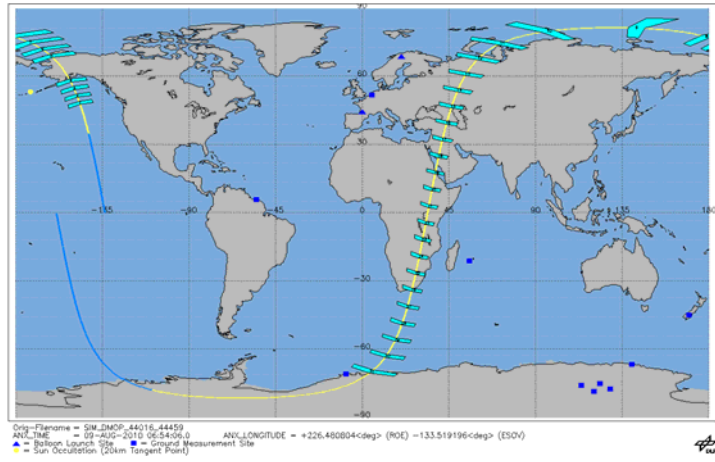 90
60
30
-135 -90 -45 0 45 90 135 180
-30
-60
-90
Orig-Filename = SIM_DMOP_44016_44459
ANX_TIME = 09-AUG-2010 06:54:06.0 ANX_LONGITUDE = +226.480804<deg> (ROE) -133.519196<deg> (ESOV)
= Balloon Launch Site = Ground Measurement Site
= Sun Occultation (20km Tangent Point)
DLR